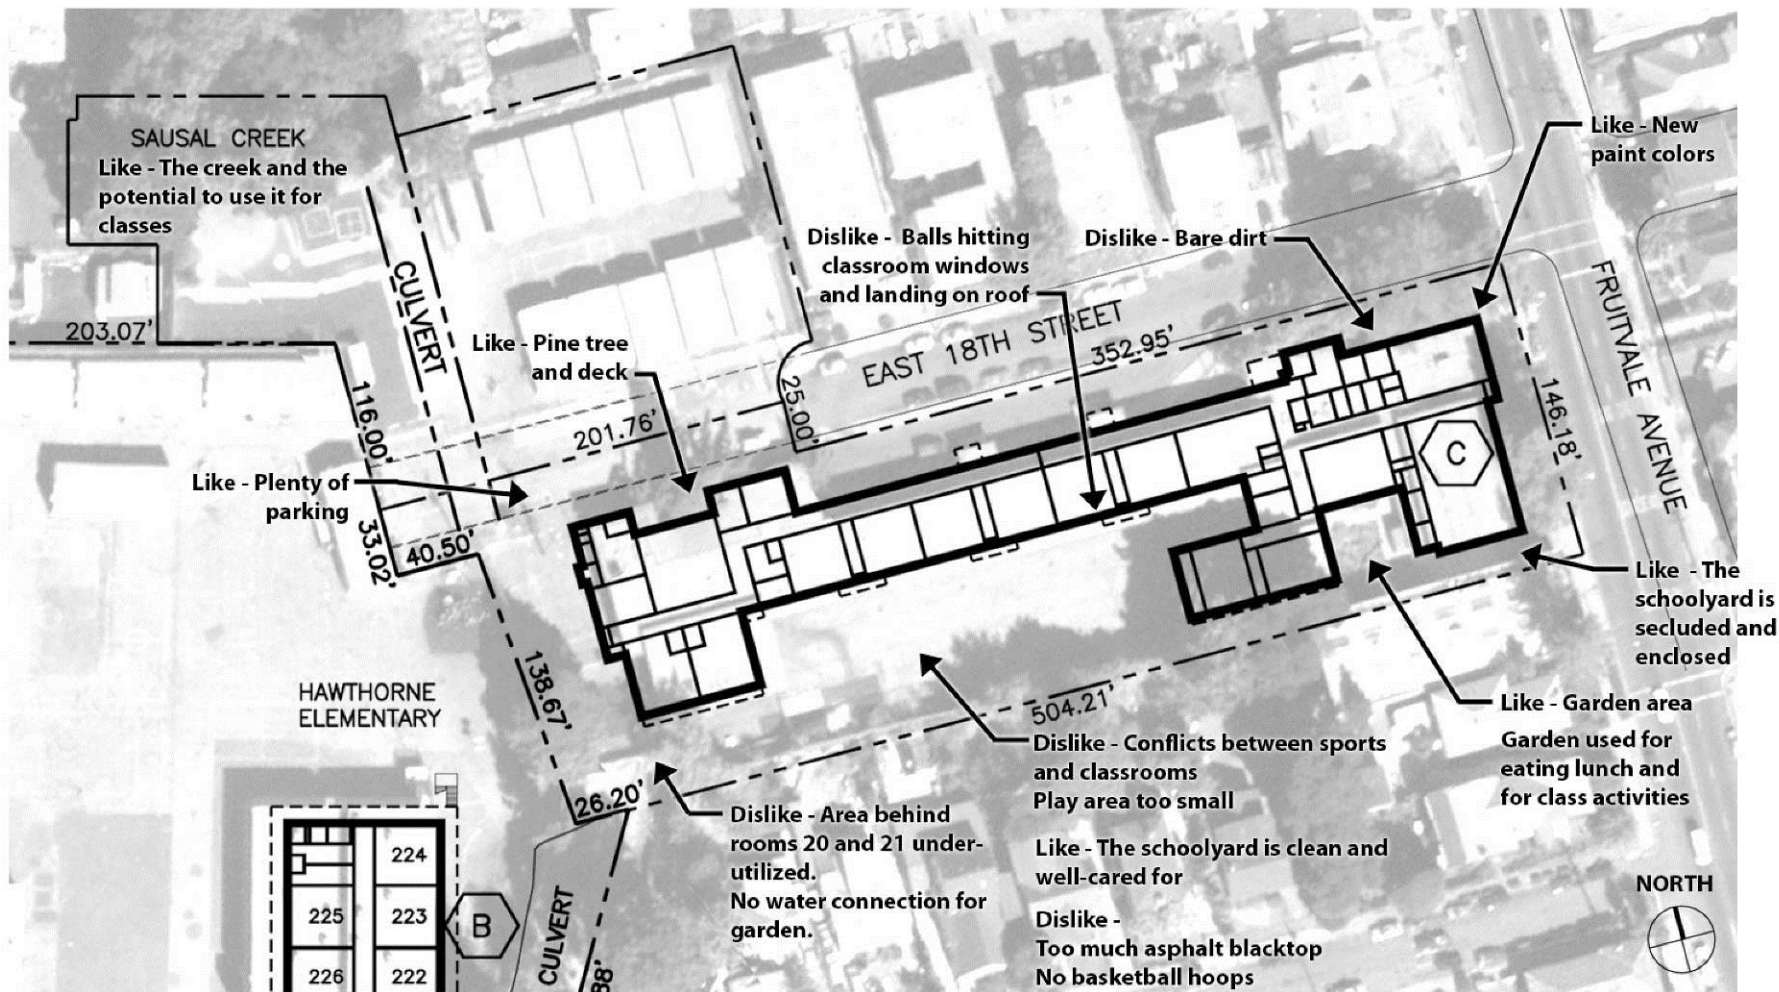 SAUSAL CREEK
Like - The creek and the
potential to use it for
classes
CULVERT
203.07'
116.00'
33.02'
40.50'
Like - Plenty of
parking
Like - Pine tree
and deck
201.76'
25.00'
Dislike - Balls hitting
classroom windows
and landing on roof
EAST 18TH STREET
352.95'
Dislike - Bare dirt
Like - New
paint colors
FRUITVALE AVENUE
146.18'
C
Like - The
schoolyard is
secluded and
enclosed
Like - Garden area
Garden used for
eating lunch and
for class activities
504.21'
Dislike - Conflicts between sports
and classrooms
Play area too small
Like - The schoolyard is clean and
well-cared for
Dislike -
Too much asphalt blacktop
No basketball hoops
138.67'
26.20'
Dislike - Area behind
rooms 20 and 21 under-
utilized.
No water connection for
garden.
HAWTHORNE
ELEMENTARY
224
225
223
226
222
B
CULVERT
88'
NORTH